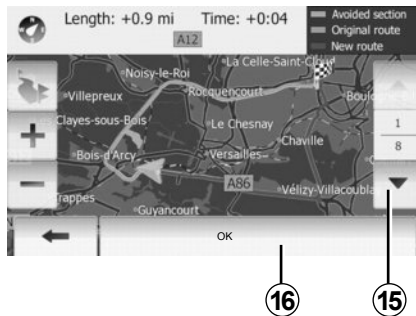 Length: +0.9 mi Time: +0:04
A12
Avoided section
Original route
New route
La Celle-Saint-Cloud
Noisy-le-Roi
Villepreux
Rocquencourt
Clayes-sous-Bois
Le Chesnay
1
8
Chaville
Bois-d'Arcy
Versailles
A86
Vélizy-Villacoubla
Trappes
Guyancourt
OK
16
15